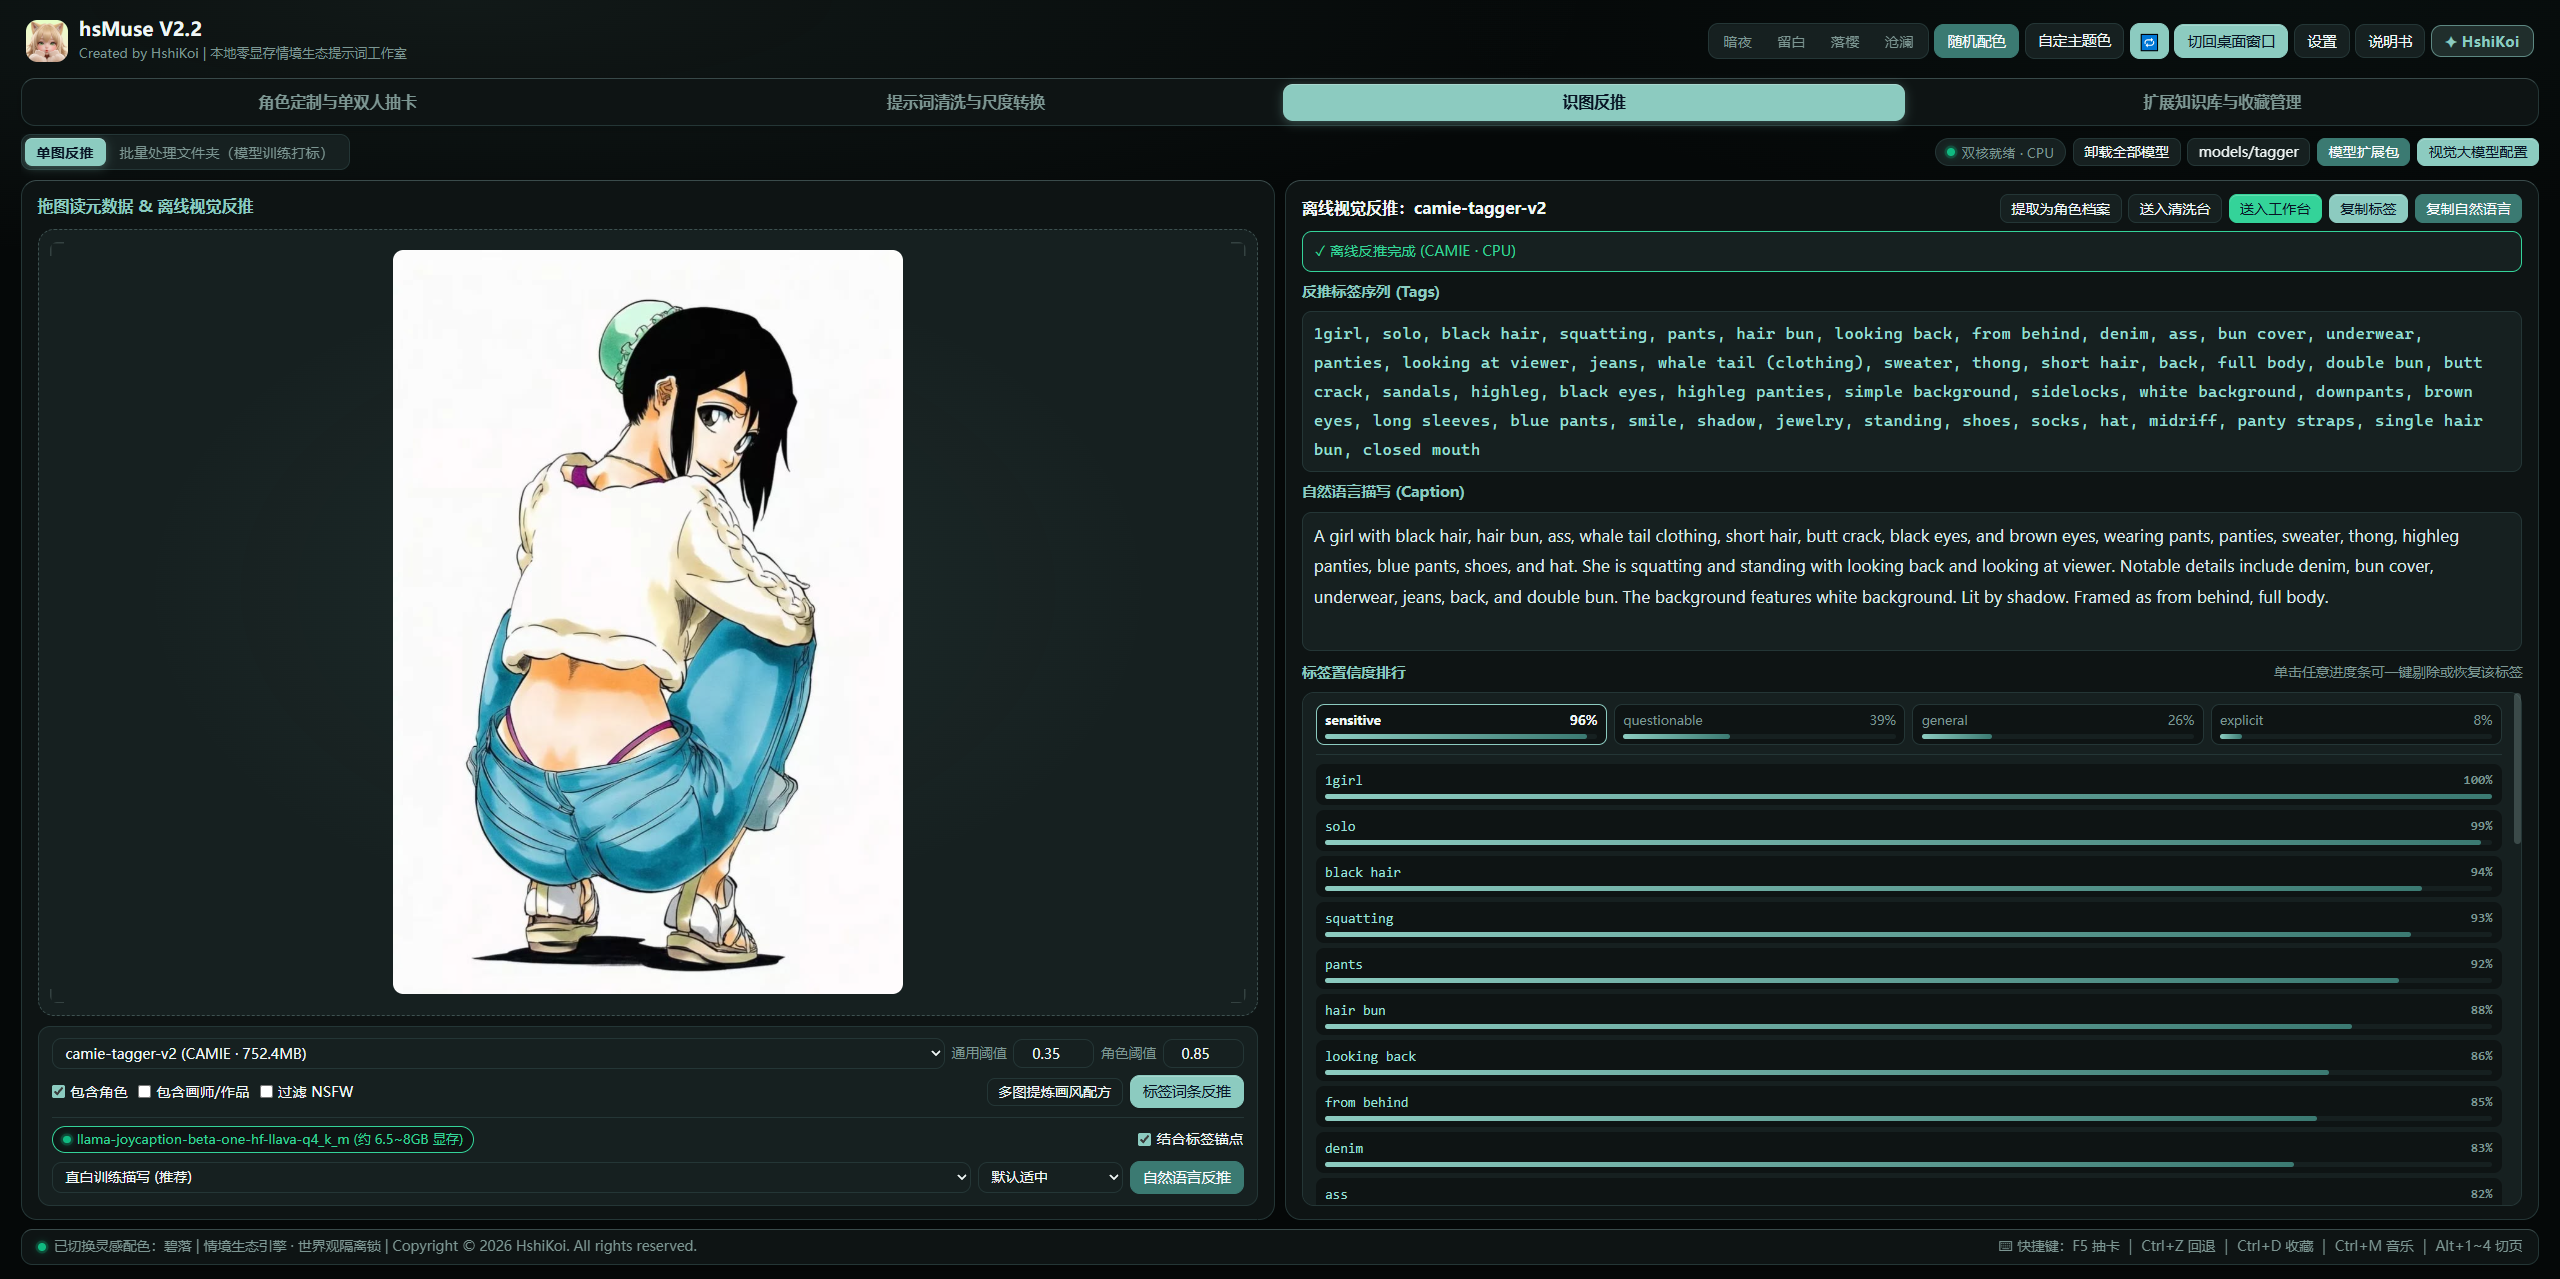 hsMuse V2.2
Created by HshiKoi | 本地零显存情境生态提示词工作室
暗夜 留白 落樱 沧澜 随机配色 自定主题色 切回桌面窗口 设置 说明书 ✦ HshiKoi
角色定制与单双人抽卡 提示词清洗与尺度转换 识图反推 扩展知识库与收藏管理
单图反推 批量处理文件夹（模型训练打标） 双核就绪 · CPU 卸载全部模型 models/tagger 模型扩展包 视觉大模型配置
拖图读元数据 & 离线视觉反推
camie-tagger-v2 (CAMIE · 752.4MB) 通用阈值 0.35 角色阈值 0.85
包含角色 包含画师/作品 过滤 NSFW 多图提炼画风配方 标签词条反推
llama-joycaption-beta-one-hf-llava-q4_k_m (约 6.5~8GB 显存) 结合标签锚点
直白训练描写 (推荐) 默认适中 自然语言反推
离线视觉反推：camie-tagger-v2 提取为角色档案 送入清洗台 送入工作台 复制标签 复制自然语言
✓ 离线反推完成 (CAMIE · CPU)
反推标签序列 (Tags)
1girl, solo, black hair, squatting, pants, hair bun, looking back, from behind, denim, ass, bun cover, underwear,
panties, looking at viewer, jeans, whale tail (clothing), sweater, thong, short hair, back, full body, double bun, butt
crack, sandals, highleg, black eyes, highleg panties, simple background, sidelocks, white background, downpants, brown
eyes, long sleeves, blue pants, smile, shadow, jewelry, standing, shoes, socks, hat, midriff, panty straps, single hair
bun, closed mouth
自然语言描写 (Caption)
A girl with black hair, hair bun, ass, whale tail clothing, short hair, butt crack, black eyes, and brown eyes, wearing pants, panties, sweater, thong, highleg
panties, blue pants, shoes, and hat. She is squatting and standing with looking back and looking at viewer. Notable details include denim, bun cover,
underwear, jeans, back, and double bun. The background features white background. Lit by shadow. Framed as from behind, full body.
标签置信度排行 单击任意进度条可一键剔除或恢复该标签
sensitive 96% questionable 39% general 26% explicit 8%
1girl 100%
solo 99%
black hair 94%
squatting 93%
pants 92%
hair bun 88%
looking back 86%
from behind 85%
denim 83%
ass 82%
已切换灵感配色：碧落 | 情境生态引擎 · 世界观隔离锁 | Copyright © 2026 HshiKoi. All rights reserved.
快捷键：F5 抽卡 | Ctrl+Z 回退 | Ctrl+D 收藏 | Ctrl+M 音乐 | Alt+1~4 切页